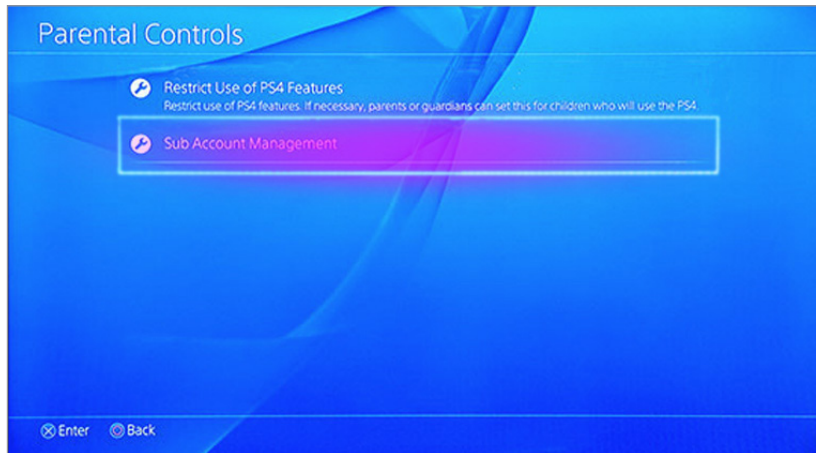 Parental Controls
Restrict Use of PS4 Features
Restrict use of PS4 features. If necessary, parents or guardians can set this for children who will use the PS4.
Sub Account Management
Enter Back